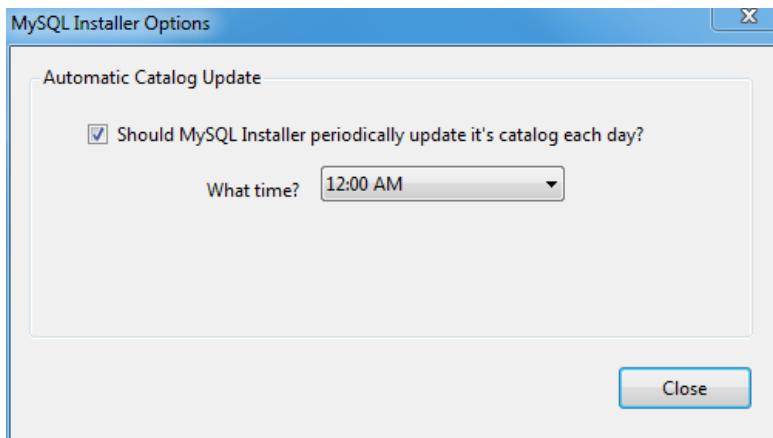 MySQL Installer Options
Automatic Catalog Update
Should MySQL Installer periodically update it's catalog each day?
What time? 12:00 AM
Close